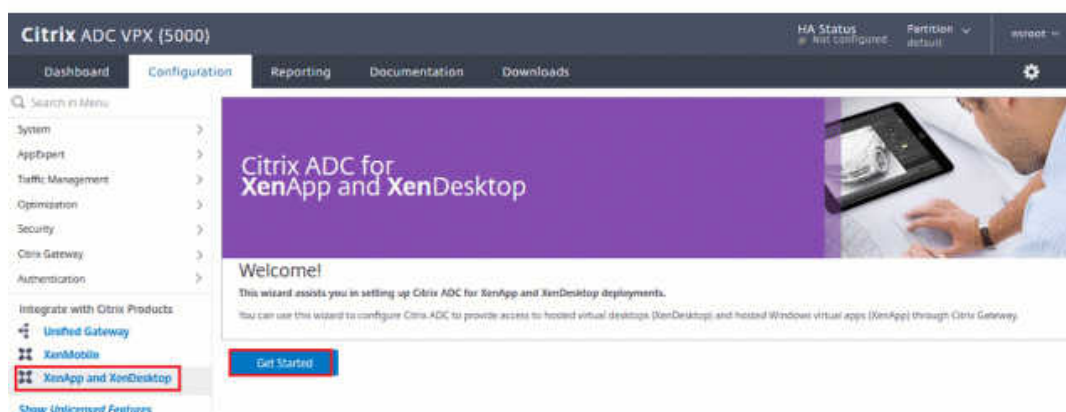 Citrix ADC VPX (5000)
HA Status
Not configured
Partition
default
nsroot
Dashboard
Configuration
Reporting
Documentation
Downloads
Search in Menu
System
AppExpert
Traffic Management
Optimization
Security
Citrix Gateway
Authentication
Integrate with Citrix Products
Unified Gateway
XenMobile
XenApp and XenDesktop
Show Unlicensed Features
Citrix ADC for
XenApp and XenDesktop
Welcome!
This wizard assists you in setting up Citrix ADC for XenApp and XenDesktop deployments.
You can use this wizard to configure Citrix ADC to provide access to hosted virtual desktops (XenDesktop) and hosted Windows virtual apps (XenApp) through Citrix Gateway.
Get Started